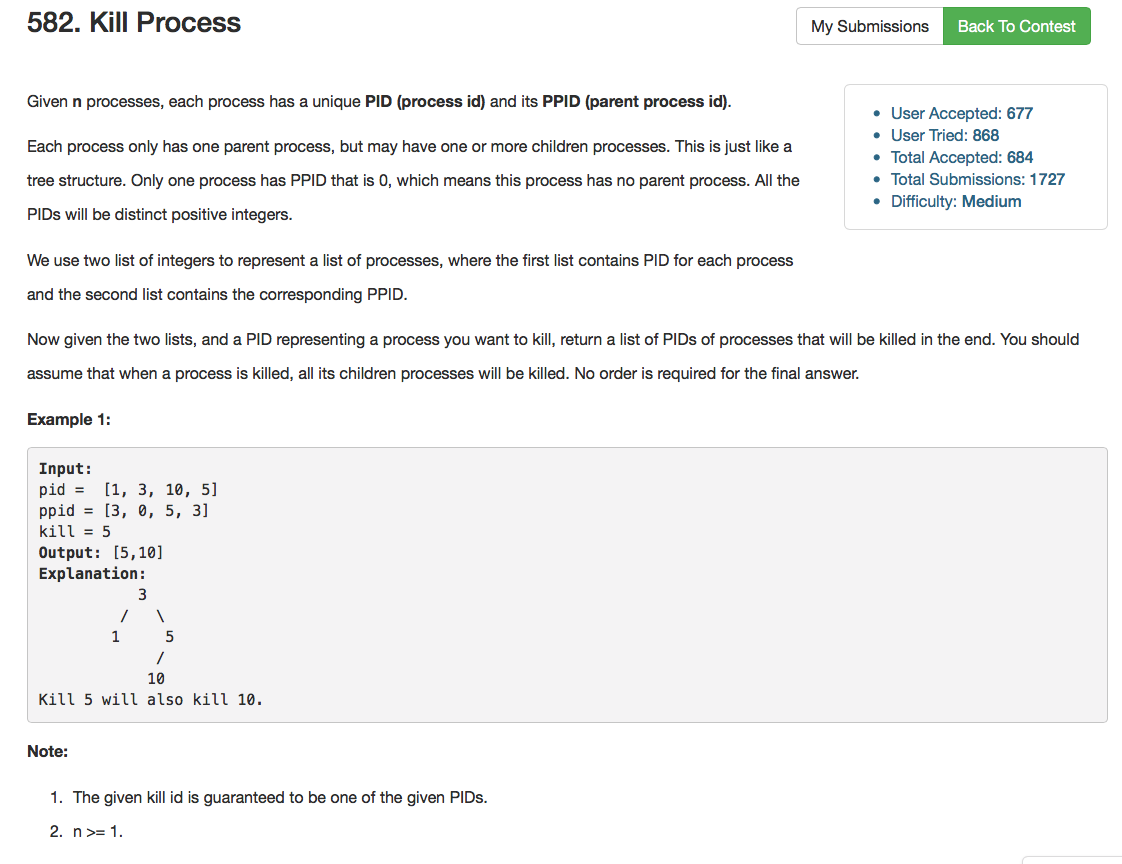 582. Kill Process
My Submissions
Back To Contest
Given n processes, each process has a unique PID (process id) and its PPID (parent process id).
Each process only has one parent process, but may have one or more children processes. This is just like a
tree structure. Only one process has PPID that is 0, which means this process has no parent process. All the
PIDs will be distinct positive integers.
We use two list of integers to represent a list of processes, where the first list contains PID for each process
and the second list contains the corresponding PPID.
• User Accepted: 677
• User Tried: 868
• Total Accepted: 684
• Total Submissions: 1727
• Difficulty: Medium
Now given the two lists, and a PID representing a process you want to kill, return a list of PIDs of processes that will be killed in the end. You should
assume that when a process is killed, all its children processes will be killed. No order is required for the final answer.
Example 1:
Input:
pid =  [1, 3, 10, 5]
ppid = [3, 0, 5, 3]
kill = 5
Output: [5,10]
Explanation:
3
/   \
1     5
/
10
Kill 5 will also kill 10.
Note:
1. The given kill id is guaranteed to be one of the given PIDs.
2. n >= 1.